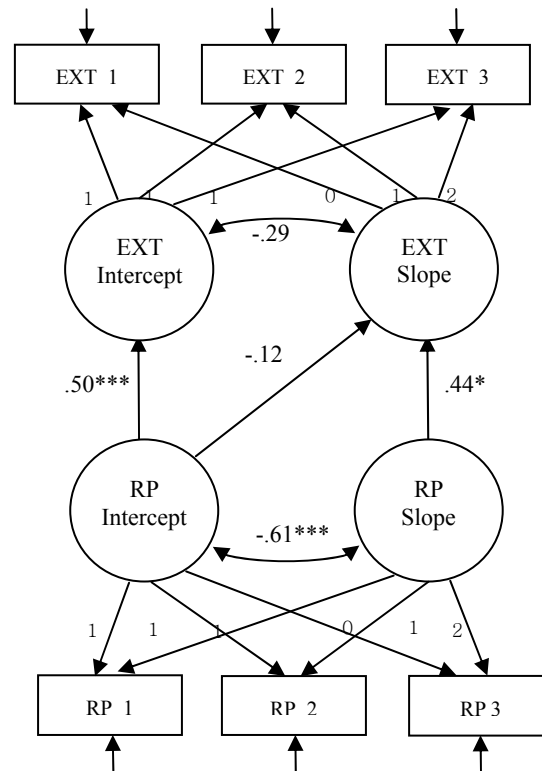 EXT 1
EXT 2
EXT 3
1
1
1
0
1
2
EXT
Intercept
-.29
EXT
Slope
.50***
-.12
.44*
RP
Intercept
-.61***
RP
Slope
1
1
1
0
1
2
RP 1
RP 2
RP 3